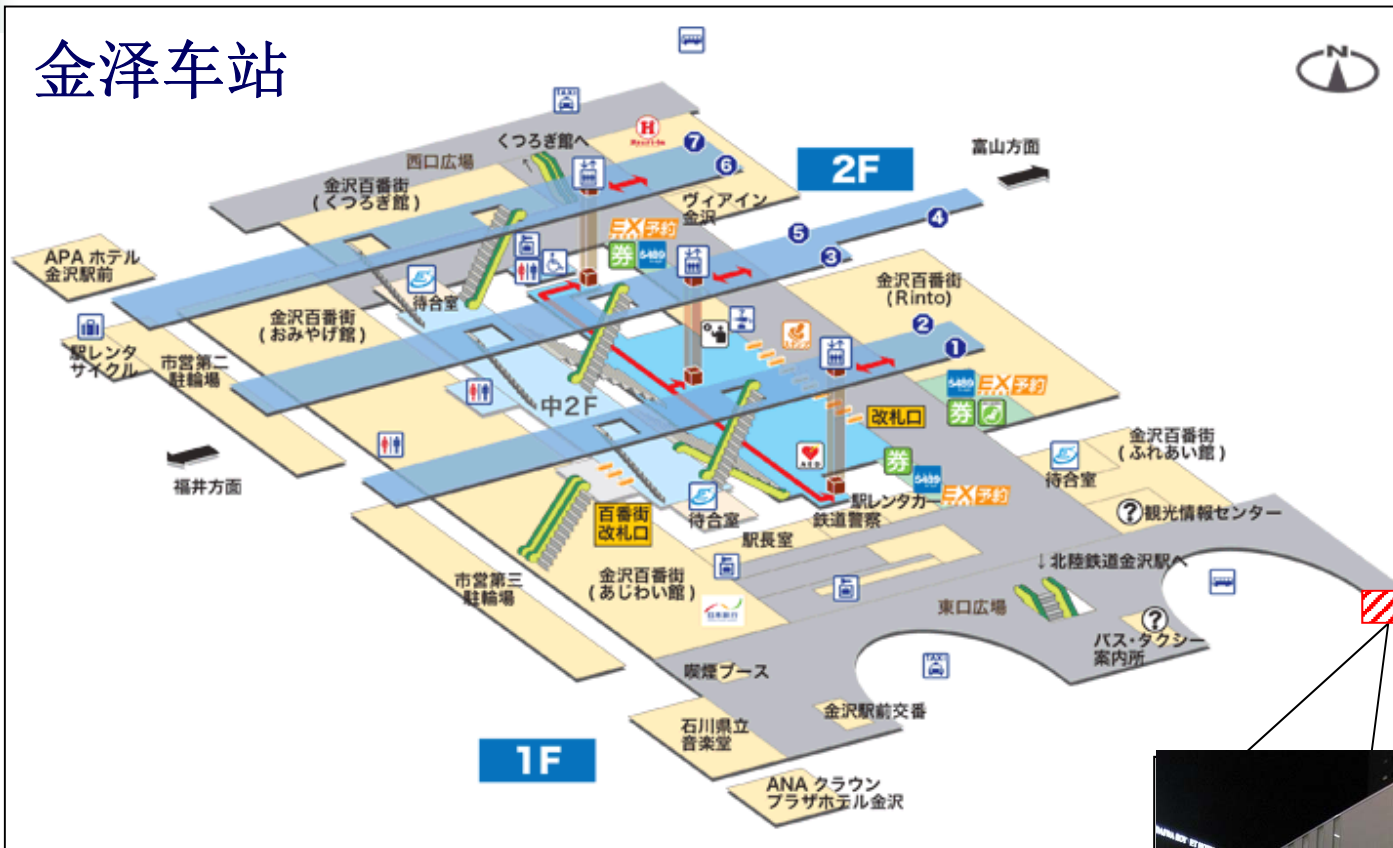 金泽车站
N
TAXI
くつろぎ館へ
西口広場
H
7
6
2F
富山方面
金沢百番街
(くつろぎ館)
ヴィアイン
金沢
EX予約
券
5489
5
4
3
APA ホテル
金沢駅前
待合室
金沢百番街
(Rinto)
金沢百番街
(おみやげ館)
2
1
駅レンタ
サイクル
市営第二
駐輪場
中2F
5489
EX予約
券
改札口
福井方面
金沢百番街
(ふれあい館)
待合室
AED
券
5489
EX予約
駅レンタカー
鉄道警察
待合室
百番街
改札口
駅長室
?観光情報センター
↓北陸鉄道金沢駅へ
市営第三
駐輪場
金沢百番街
(あじわい館)
東口広場
?
バス・タクシー
案内所
TAXI
喫煙ブース
石川県立
音楽堂
金沢駅前交番
1F
ANA クラウン
プラザホテル金沢